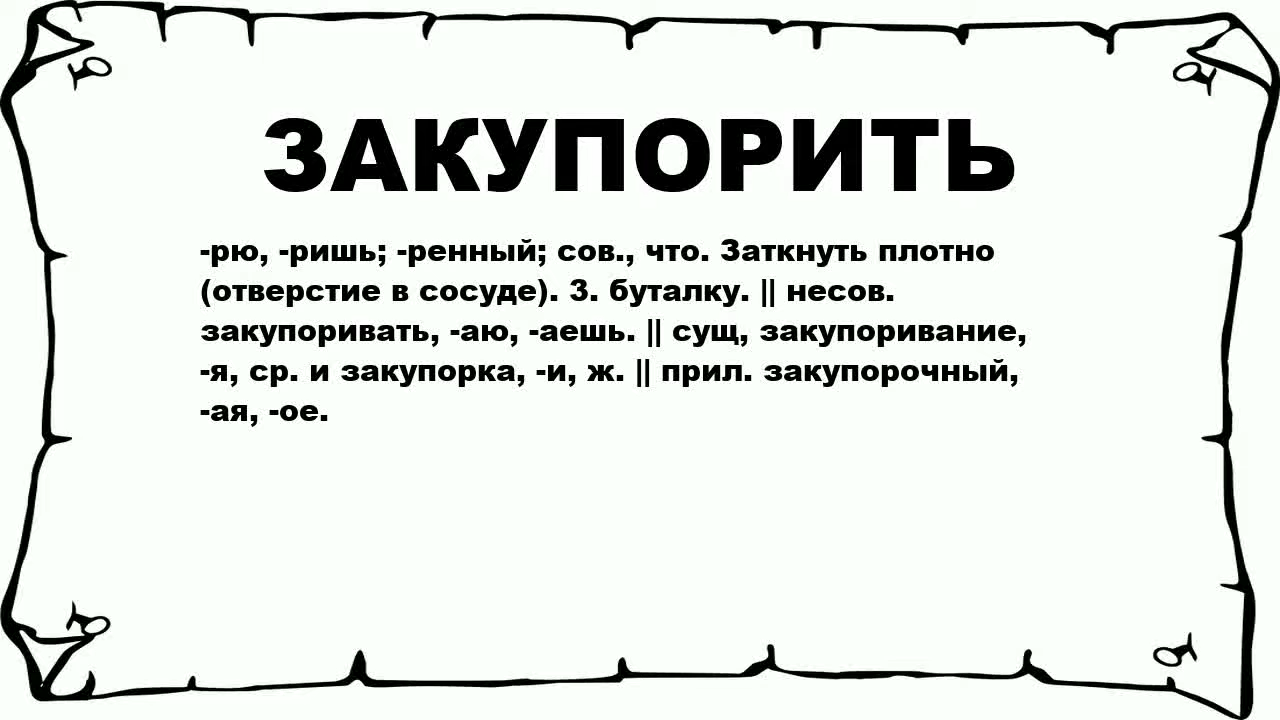 ЗАКУПОРИТЬ
-рю, -ришь; -ренный; сов., что. Заткнуть плотно
(отверстие в сосуде). З. буталку. || несов.
закупоривать, -аю, -аешь. || сущ, закупоривание,
-я, ср. и закупорка, -и, ж. || прил. закупорочный,
-ая, -ое.